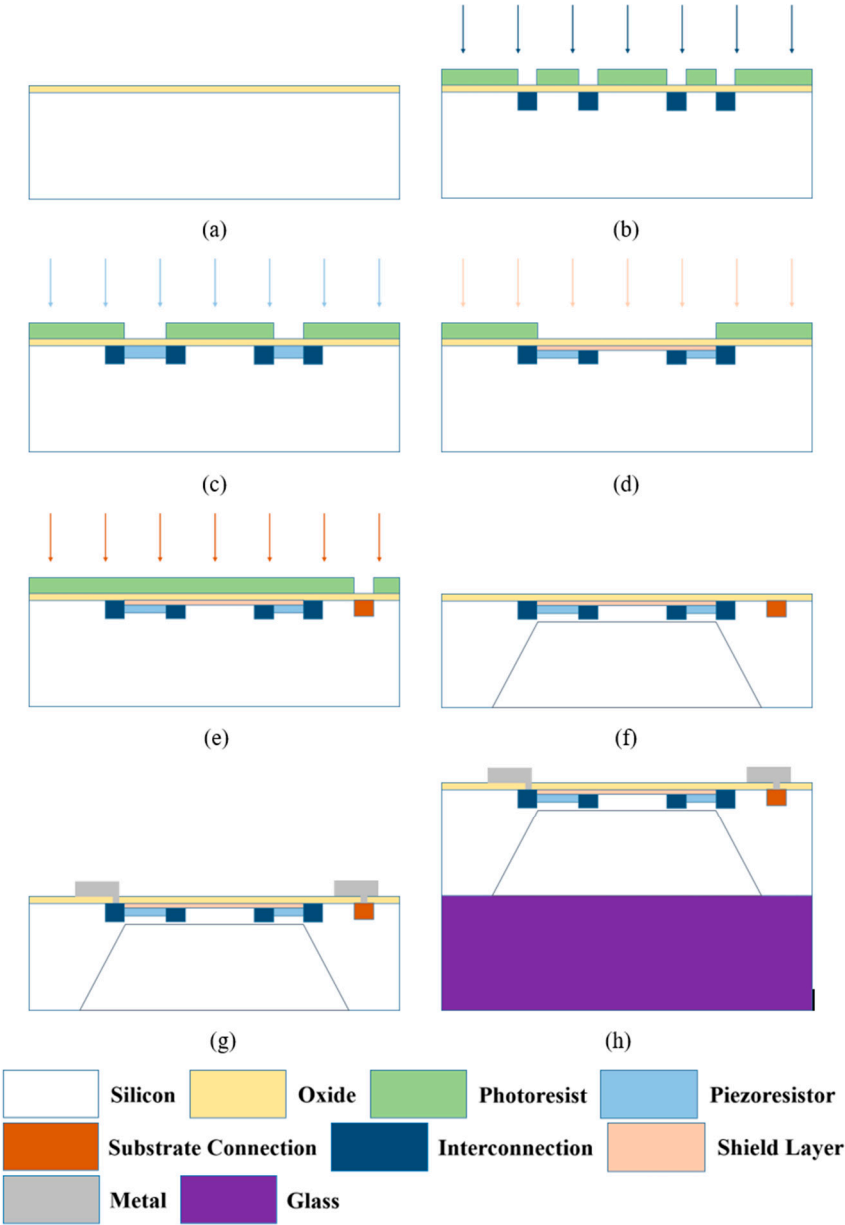 (a)
(b)
(c)
(d)
(e)
(f)
(g)
(h)
Silicon Oxide Photoresist Piezoresistor
Substrate Connection Interconnection Shield Layer
Metal Glass